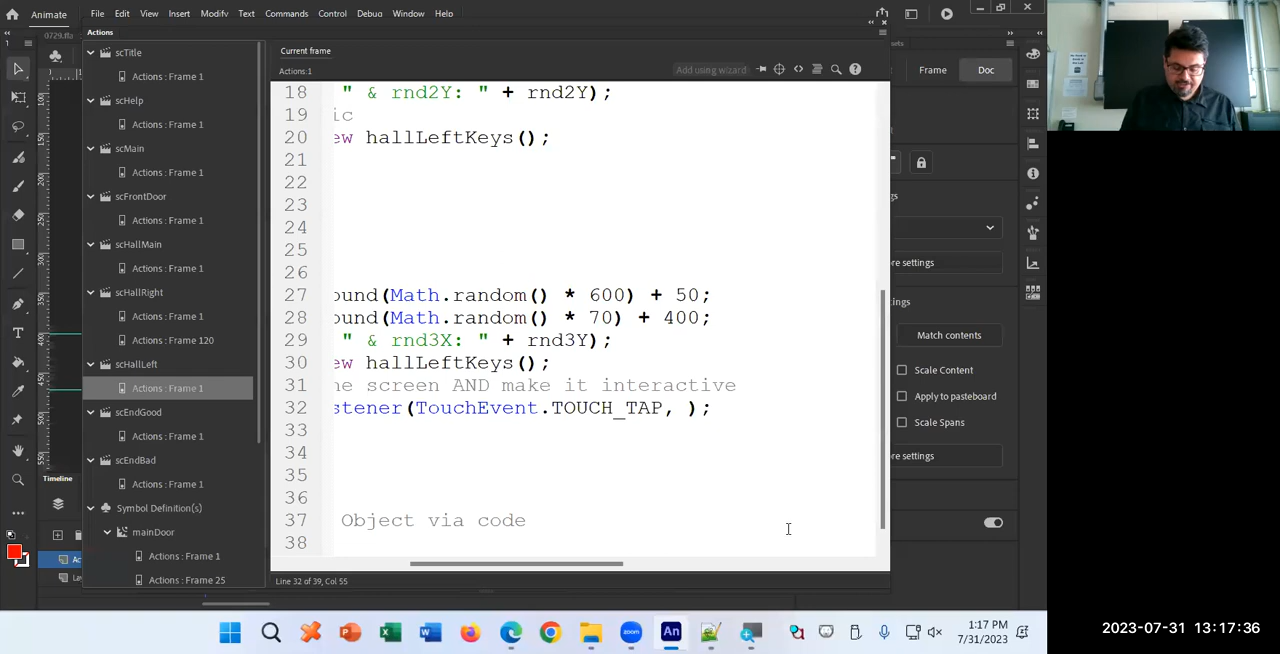 Animate
File Edit View Insert Modify Text Commands Control Debug Window Help
0729.fla
Actions
scTitle
Actions : Frame 1
scHelp
Actions : Frame 1
scMain
Actions : Frame 1
scFrontDoor
Actions : Frame 1
scHallMain
Actions : Frame 1
scHallRight
Actions : Frame 1
Actions : Frame 120
scHallLeft
Actions : Frame 1
scEndGood
Actions : Frame 1
scEndBad
Actions : Frame 1
Symbol Definition(s)
mainDoor
Actions : Frame 1
Actions : Frame 25
Timeline
Current frame
Actions:1
Add using wizard
18 " & rnd2Y: " + rnd2Y);
19 ic
20 ew hallLeftKeys();
21
22
23
24
25
26
27 ound(Math.random() * 600) + 50;
28 ound(Math.random() * 70) + 400;
29 " & rnd3X: " + rnd3Y);
30 ew hallLeftKeys();
31 ne screen AND make it interactive
32 stener(TouchEvent.TOUCH_TAP, );
33
34
35
36
37 Object via code
38
Line 32 of 39, Col 55
Frame Doc
re settings
Match contents
Scale Content
Apply to pasteboard
Scale Spans
re settings
1:17 PM
7/31/2023
2023-07-31 13:17:36